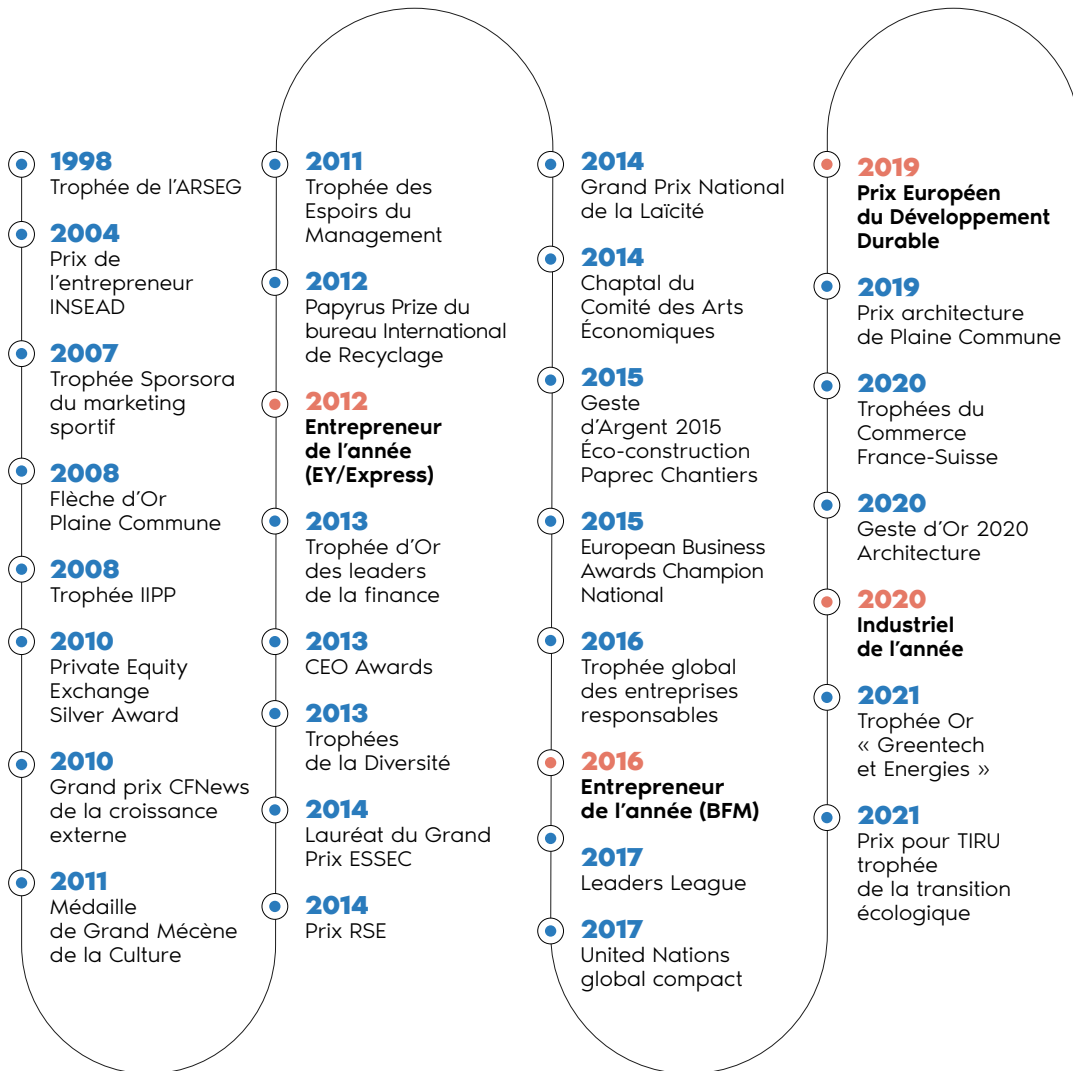 1998
Trophée de l’ARSEG
2004
Prix de
l’entrepreneur
INSEAD
2007
Trophée Sporsora
du marketing
sportif
2008
Flèche d’Or
Plaine Commune
2008
Trophée IIPP
2010
Private Equity
Exchange
Silver Award
2010
Grand prix CFNews
de la croissance
externe
2011
Médaille
de Grand Mécène
de la Culture
2011
Trophée des
Espoirs du
Management
2012
Papyrus Prize du
bureau International
de Recyclage
2012
Entrepreneur
de l’année
(EY/Express)
2013
Trophée d’Or
des leaders
de la finance
2013
CEO Awards
2013
Trophées
de la Diversité
2014
Lauréat du Grand
Prix ESSEC
2014
Prix RSE
2014
Grand Prix National
de la Laïcité
2014
Chaptal du
Comité des Arts
Économiques
2015
Geste
d’Argent 2015
Éco-construction
Paprec Chantiers
2015
European Business
Awards Champion
National
2016
Trophée global
des entreprises
responsables
2016
Entrepreneur
de l’année (BFM)
2017
Leaders League
2017
United Nations
global compact
2019
Prix Européen
du Développement
Durable
2019
Prix architecture
de Plaine Commune
2020
Trophées du
Commerce
France-Suisse
2020
Geste d’Or 2020
Architecture
2020
Industriel
de l’année
2021
Trophée Or
« Greentech
et Energies »
2021
Prix pour TIRU
trophée
de la transition
écologique